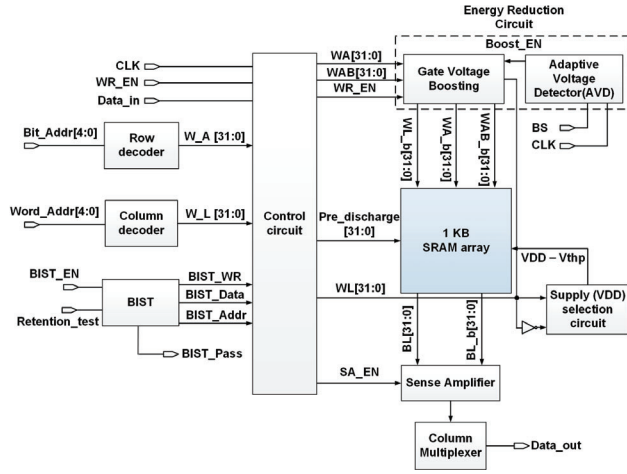 Energy Reduction
Circuit
Boost_EN
CLK
WR_EN
Data_in
WA[31:0]
WAB[31:0]
WR_EN
Gate Voltage
Boosting
Adaptive
Voltage
Detector(AVD)
BS
CLK
Bit_Addr[4:0]
Row
decoder
W_A [31:0]
WL_b[31:0]
WA_b[31:0]
WAB_b[31:0]
Word_Addr[4:0]
Column
decoder
W_L [31:0]
Control
circuit
Pre_discharge
[31:0]
1 KB
SRAM array
VDD – Vthp
BIST_EN
Retention_test
BIST
BIST_WR
BIST_Data
BIST_Addr
BIST_Pass
WL[31:0]
Supply (VDD)
selection
circuit
BL[31:0]
BL_b[31:0]
SA_EN
Sense Amplifier
Column
Multiplexer
Data_out